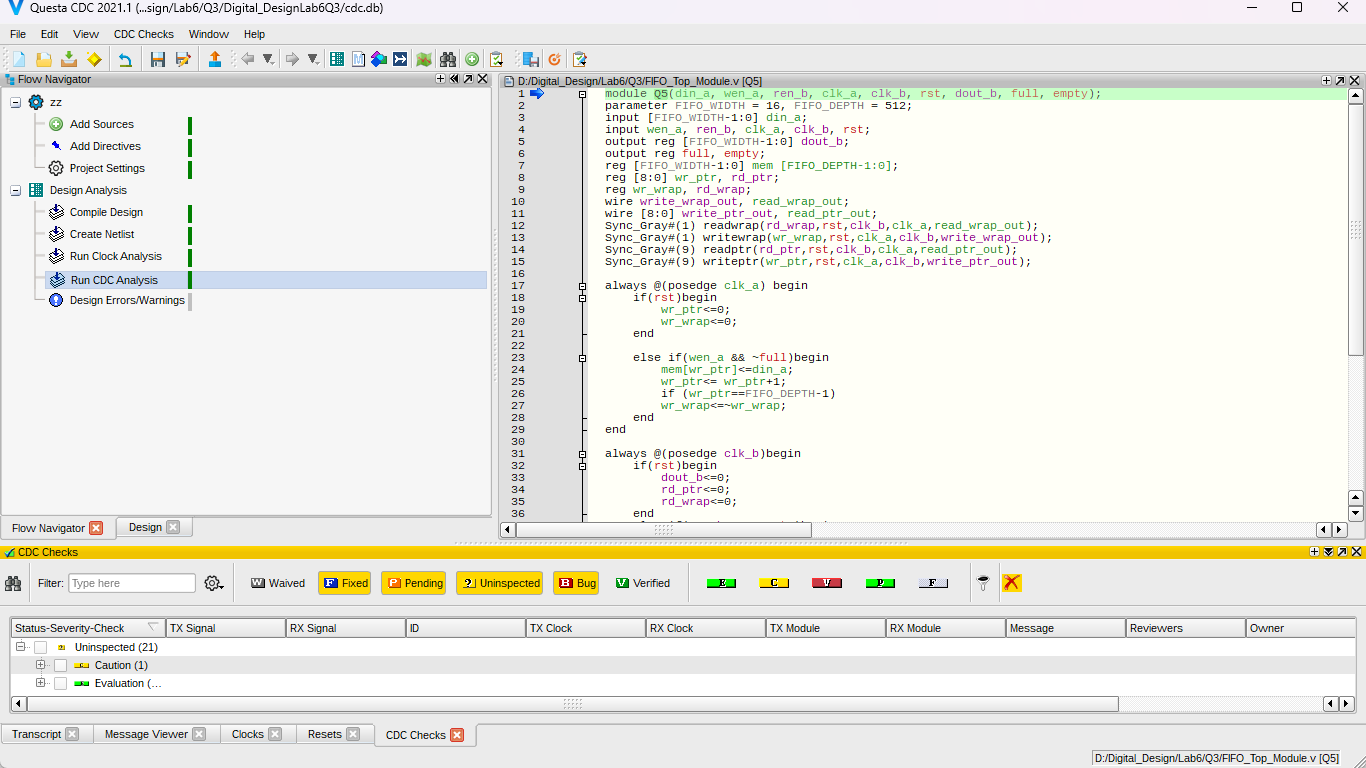 Questa CDC 2021.1 (...sign/Lab6/Q3/Digital_DesignLab6Q3/cdc.db)
File Edit View CDC Checks Window Help
Flow Navigator
zz
Add Sources
Add Directives
Project Settings
Design Analysis
Compile Design
Create Netlist
Run Clock Analysis
Run CDC Analysis
Design Errors/Warnings
Flow Navigator Design
D:/Digital_Design/Lab6/Q3/FIFO_Top_Module.v [Q5]
1 module Q5(din_a, wen_a, ren_b, clk_a, clk_b, rst, dout_b, full, empty);
2 parameter FIFO_WIDTH = 16, FIFO_DEPTH = 512;
3 input [FIFO_WIDTH-1:0] din_a;
4 input wen_a, ren_b, clk_a, clk_b, rst;
5 output reg [FIFO_WIDTH-1:0] dout_b;
6 output reg full, empty;
7 reg [FIFO_WIDTH-1:0] mem [FIFO_DEPTH-1:0];
8 reg [8:0] wr_ptr, rd_ptr;
9 reg wr_wrap, rd_wrap;
10 wire write_wrap_out, read_wrap_out;
11 wire [8:0] write_ptr_out, read_ptr_out;
12 Sync_Gray#(1) readwrap(rd_wrap,rst,clk_b,clk_a,read_wrap_out);
13 Sync_Gray#(1) writewrap(wr_wrap,rst,clk_a,clk_b,write_wrap_out);
14 Sync_Gray#(9) readptr(rd_ptr,rst,clk_b,clk_a,read_ptr_out);
15 Sync_Gray#(9) writeptr(wr_ptr,rst,clk_a,clk_b,write_ptr_out);
16
17 always @(posedge clk_a) begin
18 if(rst)begin
19 wr_ptr<=0;
20 wr_wrap<=0;
21 end
22
23 else if(wen_a && ~full)begin
24 mem[wr_ptr]<=din_a;
25 wr_ptr<= wr_ptr+1;
26 if (wr_ptr==FIFO_DEPTH-1)
27 wr_wrap<=~wr_wrap;
28 end
29 end
30
31 always @(posedge clk_b)begin
32 if(rst)begin
33 dout_b<=0;
34 rd_ptr<=0;
35 rd_wrap<=0;
36 end
CDC Checks
Filter: Type here W Waived F Fixed P Pending ? Uninspected B Bug V Verified E C V P F
Status-Severity-Check TX Signal RX Signal ID TX Clock RX Clock TX Module RX Module Message Reviewers Owner
Uninspected (21)
Caution (1)
Evaluation (...
Transcript Message Viewer Clocks Resets CDC Checks
D:/Digital_Design/Lab6/Q3/FIFO_Top_Module.v [Q5]